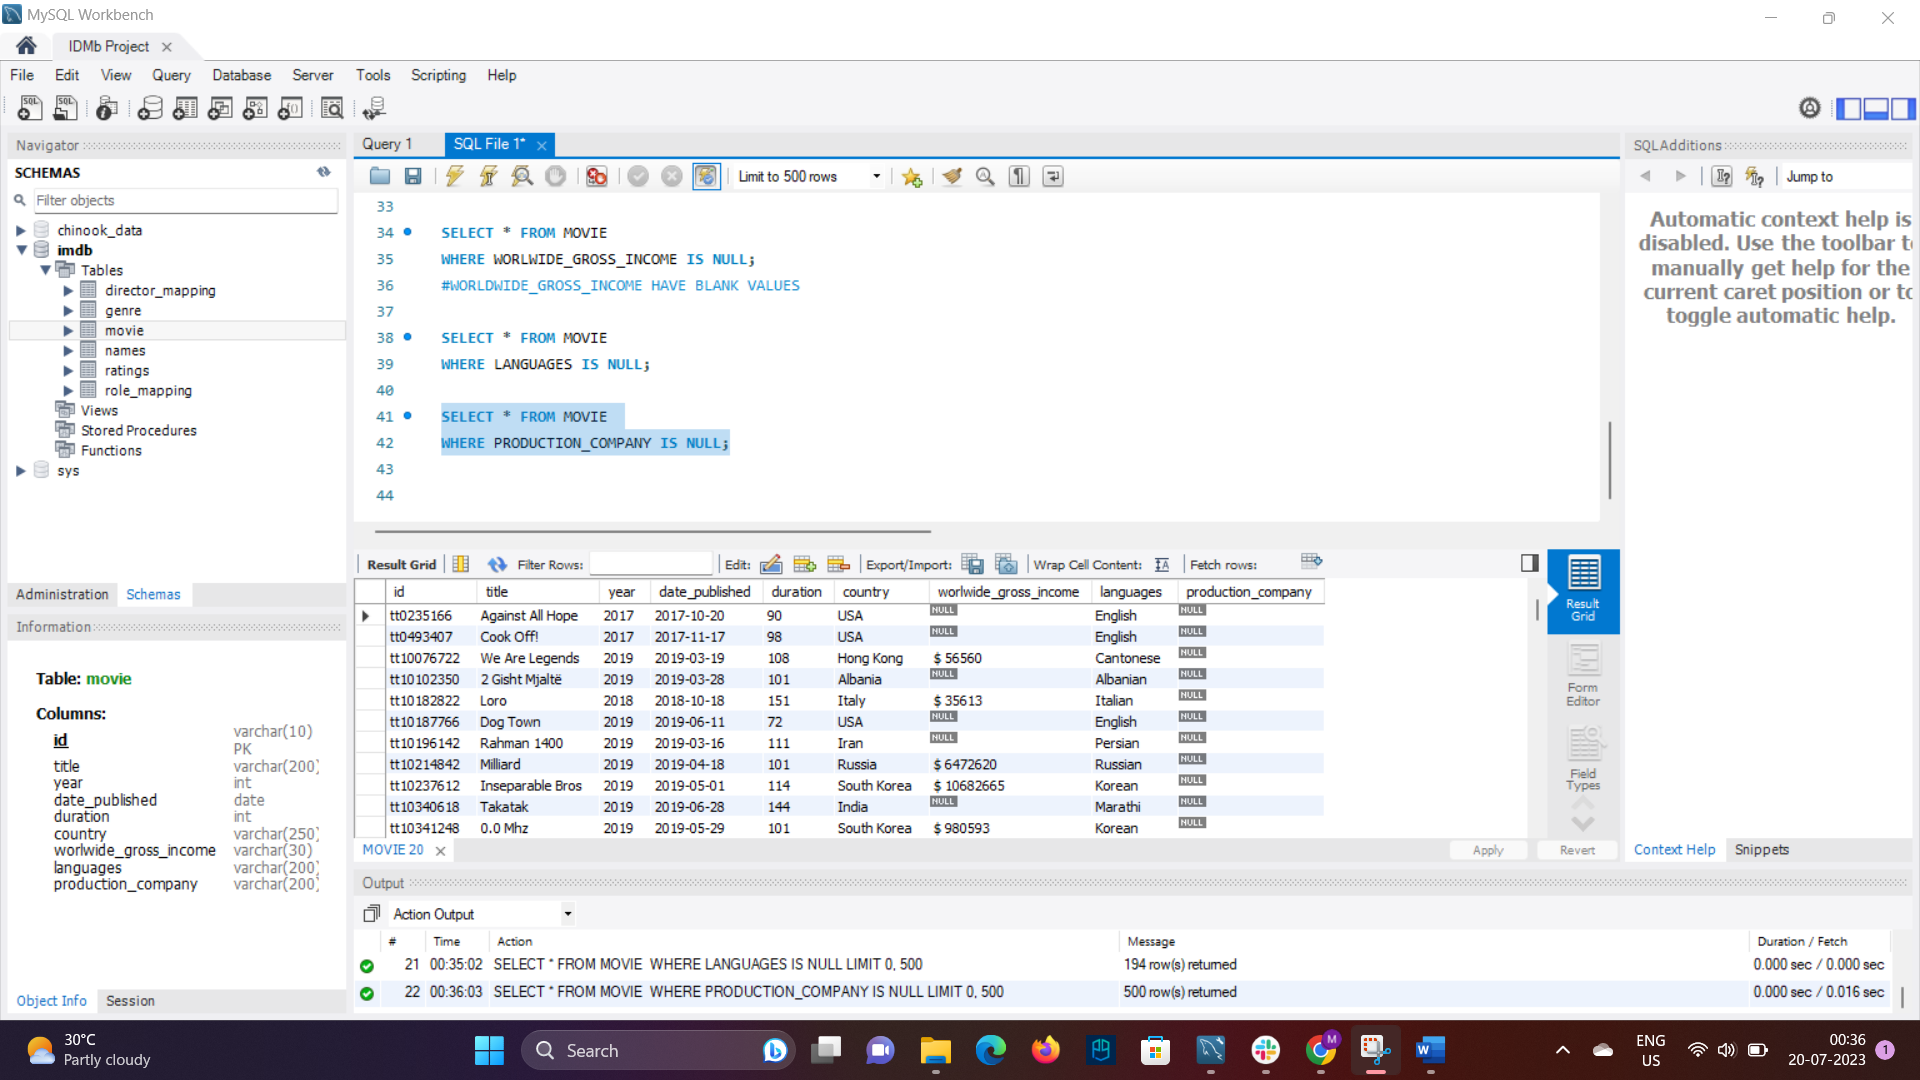 MySQL Workbench
IDMb Project
File Edit View Query Database Server Tools Scripting Help
Navigator
SCHEMAS
Filter objects
chinook_data
imdb
Tables
director_mapping
genre
movie
names
ratings
role_mapping
Views
Stored Procedures
Functions
sys
Administration Schemas
Information
Table: movie
Columns:
id varchar(10) PK
title varchar(200)
year int
date_published date
duration int
country varchar(250)
worlwide_gross_income varchar(30)
languages varchar(200)
production_company varchar(200)
Object Info Session
Query 1 SQL File 1*
Limit to 500 rows
33
34 SELECT * FROM MOVIE
35 WHERE WORLWIDE_GROSS_INCOME IS NULL;
36 #WORLDWIDE_GROSS_INCOME HAVE BLANK VALUES
37
38 SELECT * FROM MOVIE
39 WHERE LANGUAGES IS NULL;
40
41 SELECT * FROM MOVIE
42 WHERE PRODUCTION_COMPANY IS NULL;
43
44
Result Grid Filter Rows: Edit: Export/Import: Wrap Cell Content: Fetch rows:
id title year date_published duration country worlwide_gross_income languages production_company
tt0235166 Against All Hope 2017 2017-10-20 90 USA NULL English NULL
tt0493407 Cook Off! 2017 2017-11-17 98 USA NULL English NULL
tt10076722 We Are Legends 2019 2019-03-19 108 Hong Kong $ 56560 Cantonese NULL
tt10102350 2 Gisht Mjaltë 2019 2019-03-28 101 Albania NULL Albanian NULL
tt10182822 Loro 2018 2018-10-18 151 Italy $ 35613 Italian NULL
tt10187766 Dog Town 2019 2019-06-11 72 USA NULL English NULL
tt10196142 Rahman 1400 2019 2019-03-16 111 Iran NULL Persian NULL
tt10214842 Milliard 2019 2019-04-18 101 Russia $ 6472620 Russian NULL
tt10237612 Inseparable Bros 2019 2019-05-01 114 South Korea $ 10682665 Korean NULL
tt10340618 Takatak 2019 2019-06-28 144 India NULL Marathi NULL
tt10341248 0.0 Mhz 2019 2019-05-29 101 South Korea $ 980593 Korean NULL
Result Grid
Form Editor
Field Types
MOVIE 20 Apply Revert
Output
Action Output
# Time Action Message Duration / Fetch
21 00:35:02 SELECT * FROM MOVIE WHERE LANGUAGES IS NULL LIMIT 0, 500 194 row(s) returned 0.000 sec / 0.000 sec
22 00:36:03 SELECT * FROM MOVIE WHERE PRODUCTION_COMPANY IS NULL LIMIT 0, 500 500 row(s) returned 0.000 sec / 0.016 sec
SQLAdditions
Jump to
Automatic context help is
disabled. Use the toolbar to
manually get help for the
current caret position or to
toggle automatic help.
Context Help Snippets
30°C
Partly cloudy
Search
M
ENG
US
00:36
20-07-2023
1